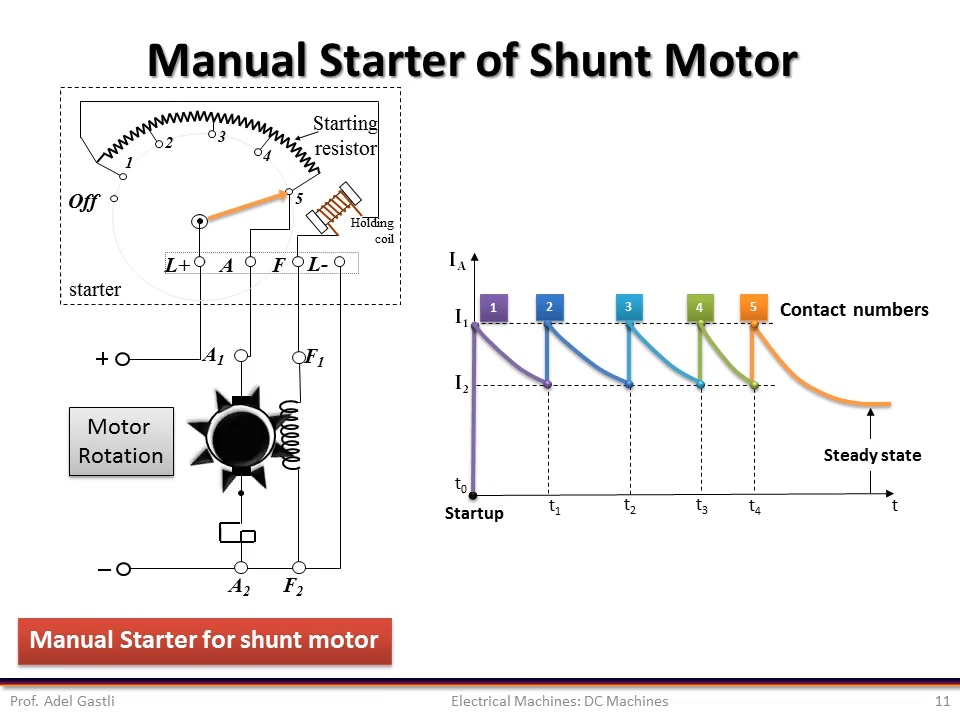 Manual Starter of Shunt Motor
Starting
resistor
1
2
3
4
5
Off
Holding
coil
L+ A F L-
starter
+
A1
F1
Motor
Rotation
–
A2
F2
IA
I1
I2
1 2 3 4 5
Contact numbers
Steady state
t0
Startup
t1
t2
t3
t4
t
Manual Starter for shunt motor
Prof. Adel Gastli
Electrical Machines: DC Machines
11